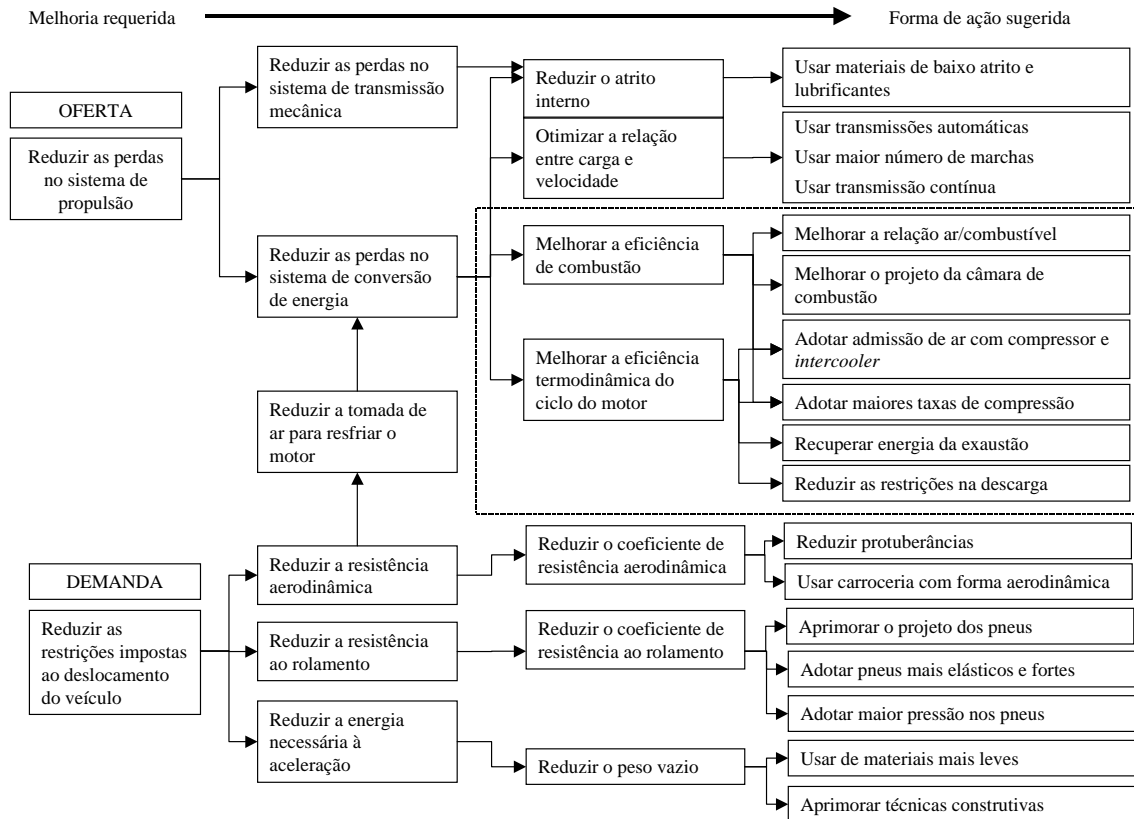 Melhoria requerida
Forma de ação sugerida
OFERTA
Reduzir as perdas
no sistema de
propulsão
Reduzir as perdas no
sistema de transmissão
mecânica
Reduzir o atrito
interno
Usar materiais de baixo atrito e
lubrificantes
Otimizar a relação
entre carga e
velocidade
Usar transmissões automáticas
Usar maior número de marchas
Usar transmissão contínua
Reduzir as perdas no
sistema de conversão
de energia
Melhorar a eficiência
de combustão
Melhorar a relação ar/combustível
Melhorar o projeto da câmara de
combustão
Melhorar a eficiência
termodinâmica do
ciclo do motor
Adotar admissão de ar com compressor e
intercooler
Adotar maiores taxas de compressão
Recuperar energia da exaustão
Reduzir as restrições na descarga
Reduzir a tomada de
ar para resfriar o
motor
DEMANDA
Reduzir as
restrições impostas
ao deslocamento
do veículo
Reduzir a resistência
aerodinâmica
Reduzir o coeficiente de
resistência aerodinâmica
Reduzir protuberâncias
Usar carroceria com forma aerodinâmica
Reduzir a resistência
ao rolamento
Reduzir o coeficiente de
resistência ao rolamento
Aprimorar o projeto dos pneus
Adotar pneus mais elásticos e fortes
Adotar maior pressão nos pneus
Reduzir a energia
necessária à
aceleração
Reduzir o peso vazio
Usar de materiais mais leves
Aprimorar técnicas construtivas